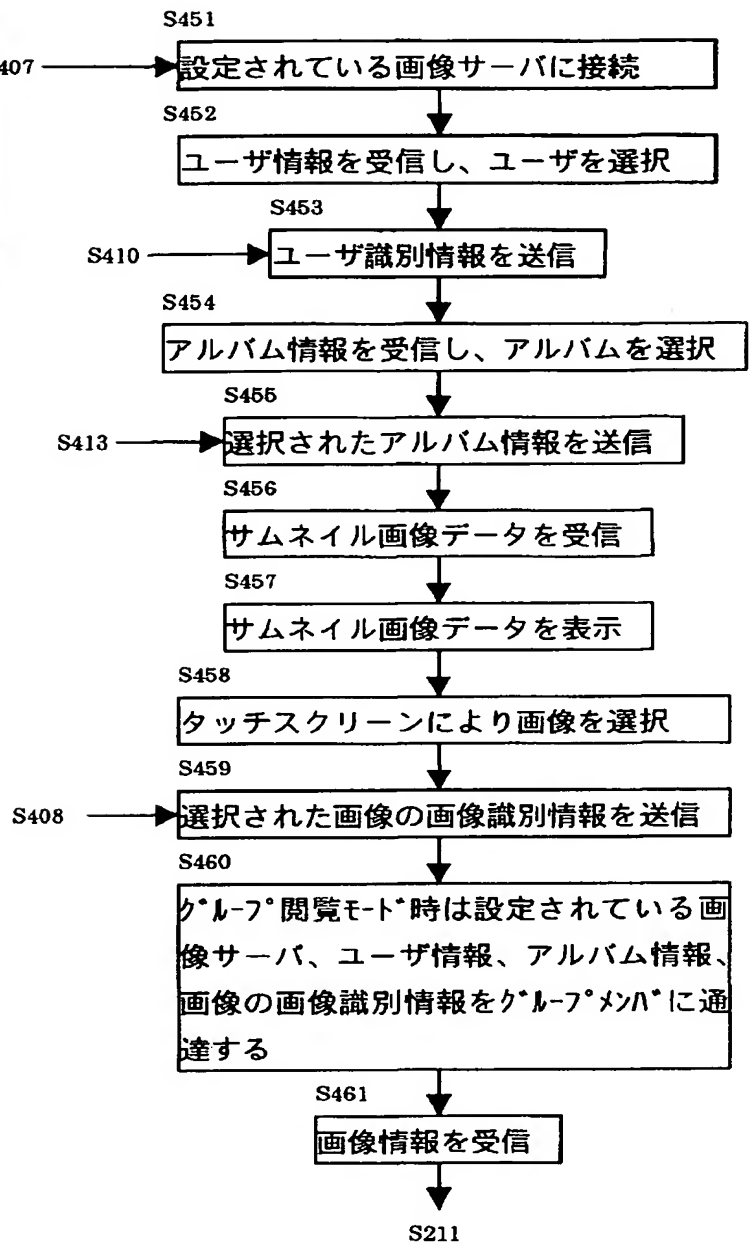 S451
407
設定されている画像サーバに接続
S452
ユーザ情報を受信し、ユーザを選択
S453
S410
ユーザ識別情報を送信
S454
アルバム情報を受信し、アルバムを選択
S455
S413
選択されたアルバム情報を送信
S456
サムネイル画像データを受信
S457
サムネイル画像データを表示
S458
タッチスクリーンにより画像を選択
S459
S408
選択された画像の画像識別情報を送信
S460
ｸﾞﾙｰﾌﾟ閲覧ﾓｰﾄﾞ時は設定されている画
像サーバ、ユーザ情報、アルバム情報、
画像の画像識別情報をｸﾞﾙｰﾌﾟﾒﾝﾊﾞに通
達する
S461
画像情報を受信
S211